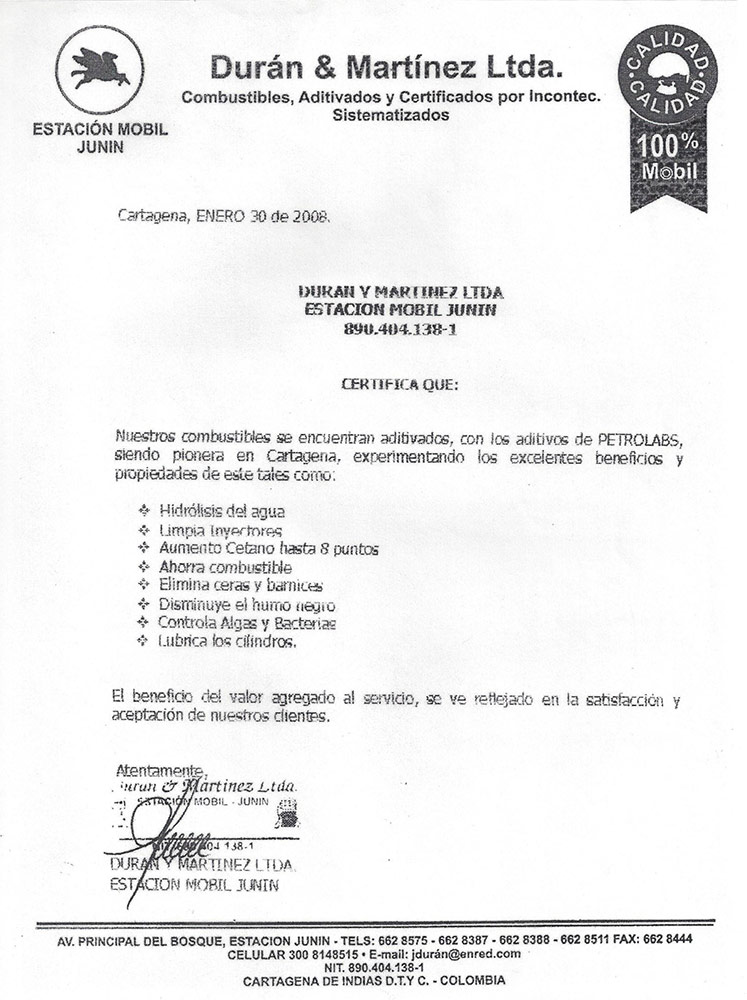 Durán & Martínez Ltda.
Combustibles, Aditivados y Certificados por Incontec.
Sistematizados
ESTACIÓN MOBIL
JUNIN
CALIDAD
CALIDAD
100%
Mobil
Cartagena, ENERO 30 de 2008.
DURAN Y MARTINEZ LTDA
ESTACION MOBIL JUNIN
890.404.138-1
CERTIFICA QUE:
Nuestros combustibles se encuentran aditivados, con los aditivos de PETROLABS,
siendo pionera en Cartagena, experimentando los excelentes beneficios y
propiedades de este tales como:
❖ Hidrólisis del agua
❖ Limpia Inyectores
❖ Aumento Cetano hasta 8 puntos
❖ Ahorra combustible
❖ Elimina ceras y barnices
❖ Disminuye el humo negro
❖ Controla Algas y Bacterias
❖ Lubrica los cilindros.
El beneficio del valor agregado al servicio, se ve reflejado en la satisfacción y
aceptación de nuestros clientes.
Atentamente,
& Martínez Ltda.
ESTACIÓN MOBIL - JUNIN
138-1
DURAN Y MARTINEZ LTDA.
ESTACION MOBIL JUNIN
AV. PRINCIPAL DEL BOSQUE, ESTACION JUNIN - TELS: 662 8575 - 662 8387 - 662 8388 - 662 8511 FAX: 662 8444
CELULAR 300 8148515 • E-mail: jdurán@enred.com
NIT. 890.404.138-1
CARTAGENA DE INDIAS D.T.Y C. - COLOMBIA